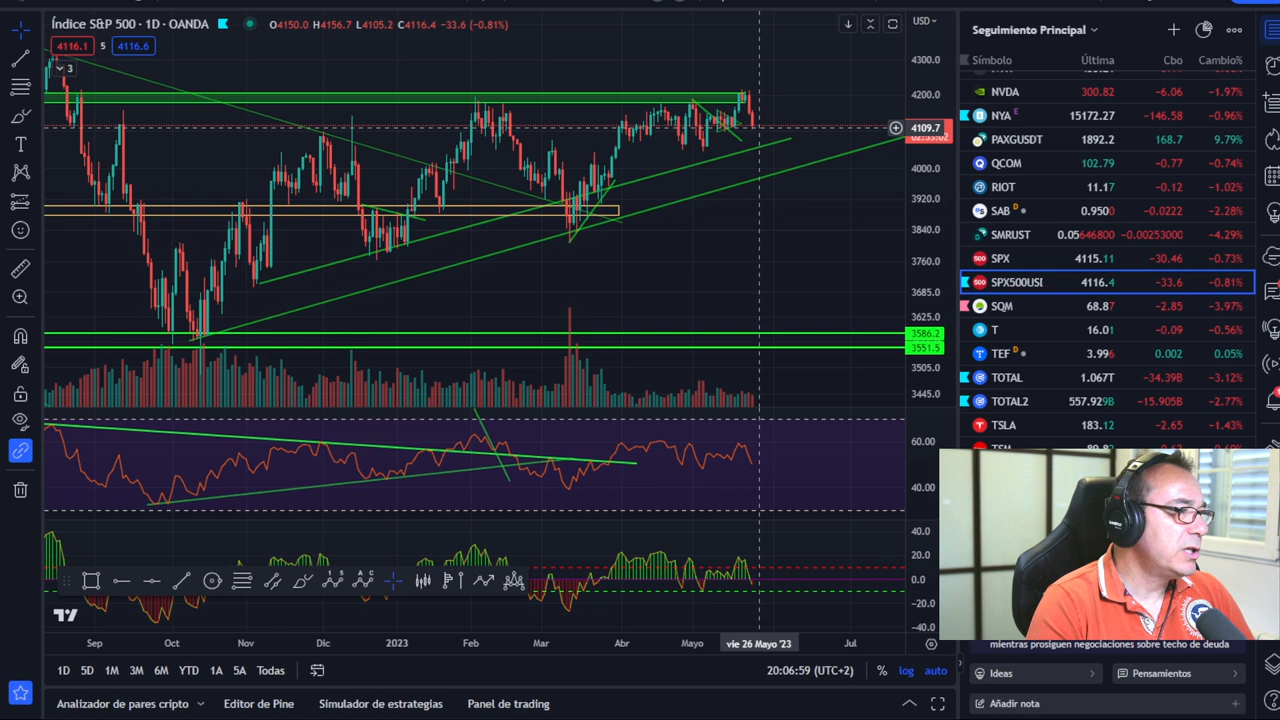 Índice S&P 500 · 1D · OANDA O4150.0 H4156.7 L4105.2 C4116.4 -33.6 (-0.81%)
4116.1 5 4116.6
3
USD
4300.0
4200.0
4109.7
4000.0
3920.0
3840.0
3760.0
3685.0
3625.0
3586.2
3551.5
3505.0
3445.0
60.00
40.00
40.0
20.0
0.0
-20.0
-40.0
Sep Oct Nov Dic 2023 Feb Mar Abr Mayo vie 26 Mayo '23 Jul
1D 5D 1M 3M 6M YTD 1A 5A Todas 20:06:59 (UTC+2) % log auto
Analizador de pares cripto Editor de Pine Simulador de estrategias Panel de trading
Seguimiento Principal
Símbolo Última Cbo Cambio%
NVDA 300.82 -6.06 -1.97%
NYA E 15172.27 -146.58 -0.96%
PAXGUSDT 1892.2 168.7 9.79%
QCOM 102.79 -0.77 -0.74%
RIOT 11.17 -0.12 -1.02%
SAB D 0.9500 -0.0222 -2.28%
SMRUST 0.05646800 -0.00253000 -4.29%
SPX 4115.11 -30.46 -0.73%
SPX500USI 4116.4 -33.6 -0.81%
SQM 68.87 -2.85 -3.97%
T 16.01 -0.09 -0.56%
TEF D 3.996 0.002 0.05%
TOTAL 1.067T -34.39B -3.12%
TOTAL2 557.929B -15.905B -2.77%
TSLA 183.12 -2.65 -1.43%
mientras prosiguen negociaciones sobre techo de deuda
Ideas Pensamientos
Añadir nota